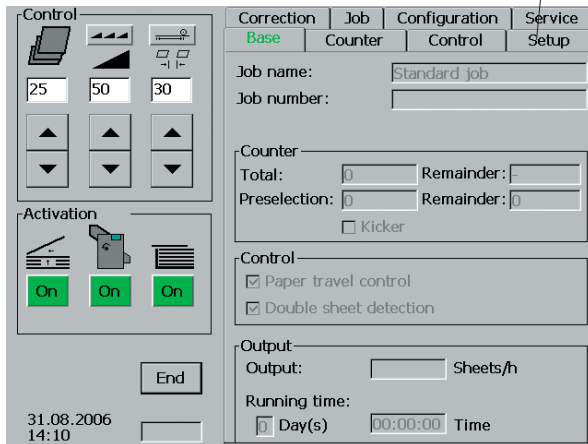 Control
25 50 30
Activation
On On On
End
31.08.2006
14:10
Correction Job Configuration Service
Base Counter Control Setup
Job name: Standard job
Job number:
Counter
Total: 0 Remainder: -
Preselection: 0 Remainder: 0
Kicker
Control
Paper travel control
Double sheet detection
Output
Output: Sheets/h
Running time:
0 Day(s) 00:00:00 Time